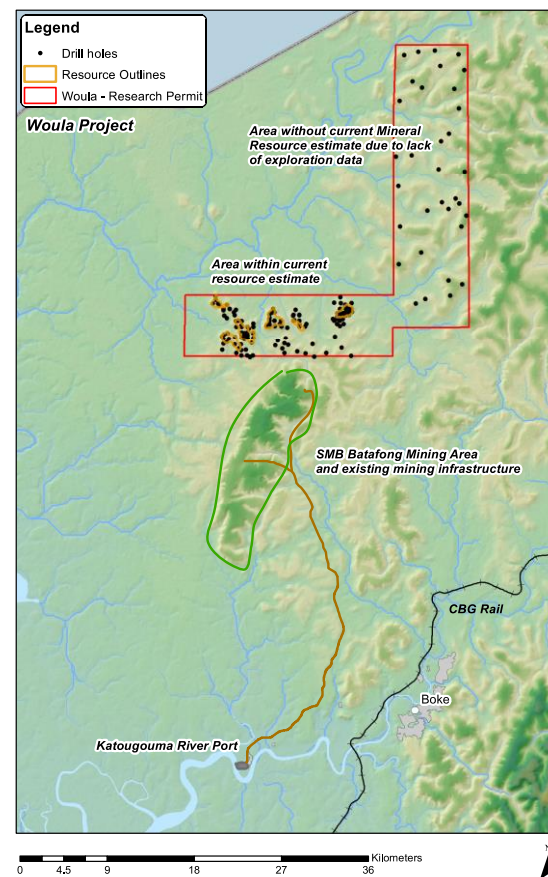 Legend
Drill holes
Resource Outlines
Woula - Research Permit
Woula Project
Area without current Mineral
Resource estimate due to lack
of exploration data
Area within current
resource estimate
SMB Batafong Mining Area
and existing mining infrastructure
CBG Rail
Boke
Katougouma River Port
Kilometers
0 4.5 9 18 27 36
N